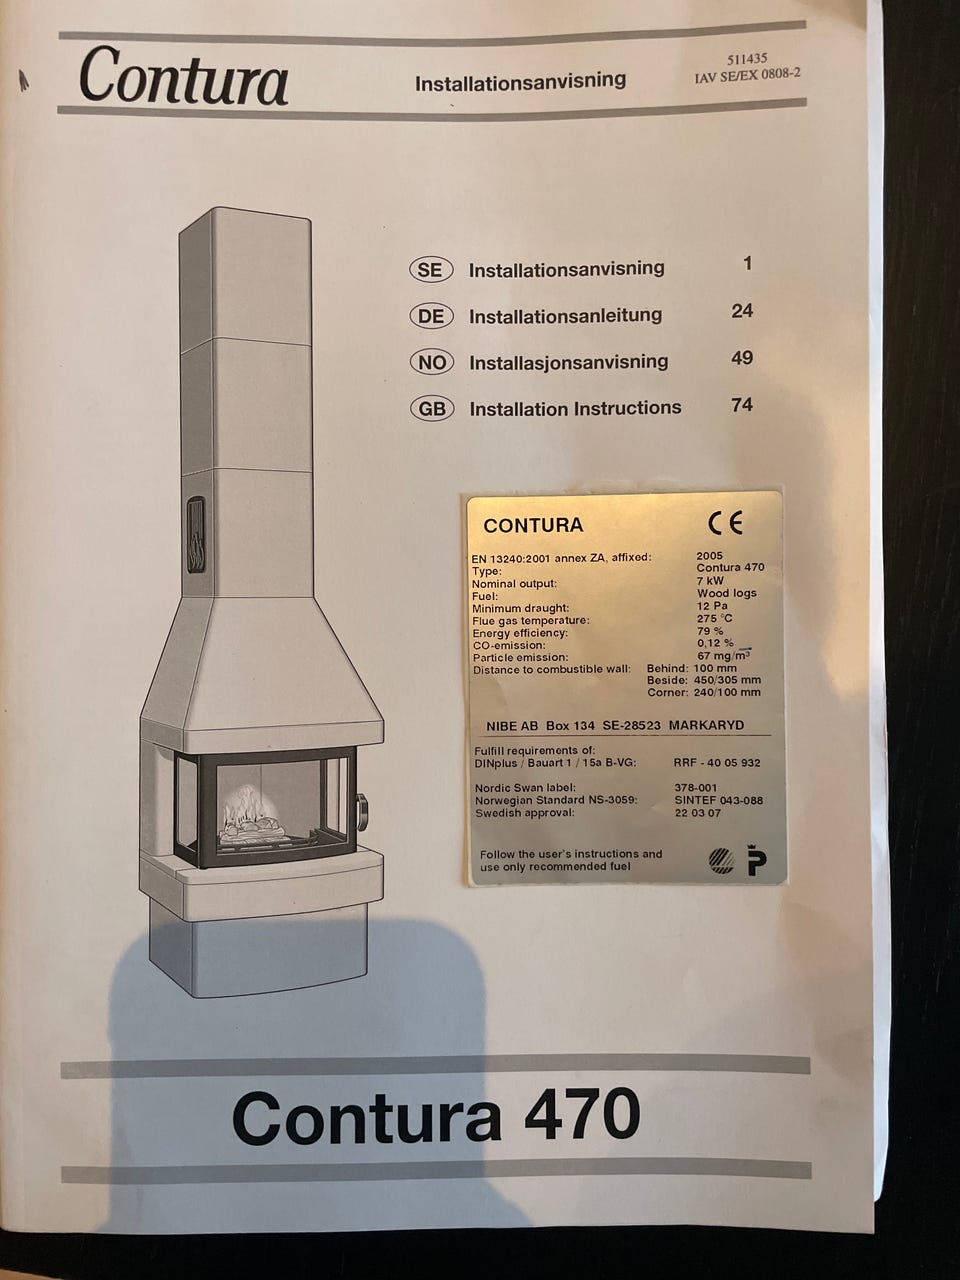 Contura
Installationsanvisning
511435
IAV SE/EX 0808-2
SE Installationsanvisning 1
DE Installationsanleitung 24
NO Installasjonsanvisning 49
GB Installation Instructions 74
CONTURA CE
EN 13240:2001 annex ZA, affixed: 2005
Type: Contura 470
Nominal output: 7 kW
Fuel: Wood logs
Minimum draught: 12 Pa
Flue gas temperature: 275 °C
Energy efficiency: 79 %
CO-emission: 0,12 %
Particle emission: 67 mg/m³
Distance to combustible wall: Behind: 100 mm
Beside: 450/305 mm
Corner: 240/100 mm
NIBE AB Box 134 SE-28523 MARKARYD
Fulfill requirements of:
DINplus / Bauart 1 / 15a B-VG: RRF - 40 05 932
Nordic Swan label: 378-001
Norwegian Standard NS-3059: SINTEF 043-088
Swedish approval: 22 03 07
Follow the user's instructions and
use only recommended fuel
P
Contura 470